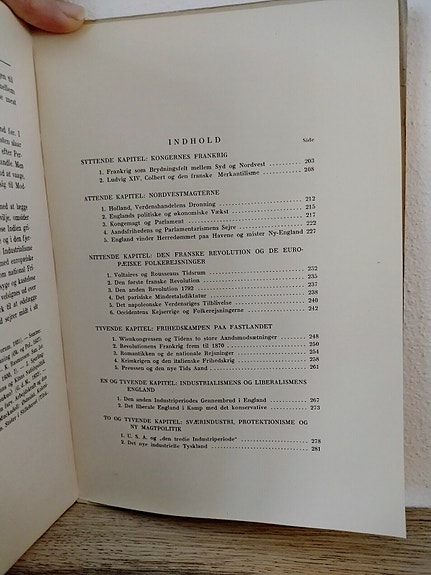 INDHOLD
Side
SYTTENDE KAPITEL: KONGERNES FRANKRIG
1. Frankrig som Brydningsfelt mellem Syd og Nordvest 203
2. Ludvig XIV, Colbert og den franske Merkantilisme 208
ATTENDE KAPITEL: NORDVESTMAGTERNE
1. Holland, Verdenshandelens Dronning 212
2. Englands politiske og økonomiske Vækst 215
3. Kongemagt og Parlament 217
4. Aandsfrihedens og Parlamentarismens Sejre 222
5. England vinder Herredømmet paa Havene og mister Ny-England 227
NITTENDE KAPITEL: DEN FRANSKE REVOLUTION OG DE EURO-
PÆISKE FOLKEREJSNINGER
1. Voltaires og Rousseaus Tidsrum 232
2. Den første franske Revolution 235
3. Den anden Revolution 1792 237
4. Det parisiske Mindretalsdiktatur 238
5. Det napoleonske Verdensriges Tilblivelse 240
6. Occidentens Kejserrige og Folkerejsningerne 242
TYVENDE KAPITEL: FRIHEDSKAMPEN PAA FASTLANDET
1. Wienkongressen og Tidens to store Aandsmodsætninger 248
2. Revolutionens Frankrig frem til 1870 250
3. Romantikken og de nationale Rejsninger 254
4. Krimkrigen og den italienske Frihedskrig 258
5. Preussen og den nye Tids Aand 261
EN OG TYVENDE KAPITEL: INDUSTRIALISMENS OG LIBERALISMENS
ENGLAND
1. Den anden Industriperiodes Gennembrud i England 267
2. Det liberale England i Kamp med det konservative 273
TO OG TYVENDE KAPITEL: SVÆRINDUSTRI, PROTEKTIONISME OG
NY MAGTPOLITIK
1. U. S. A. og „den tredie Industriperiode" 278
2. Det nye industrielle Tyskland 281